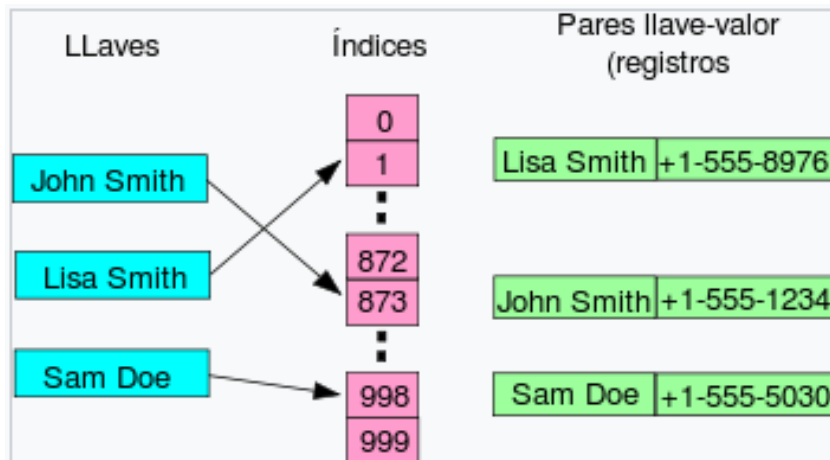 LLaves
Índices
Pares llave-valor
(registros
John Smith
Lisa Smith
Sam Doe
0
1
872
873
998
999
Lisa Smith +1-555-8976
John Smith +1-555-1234
Sam Doe +1-555-5030